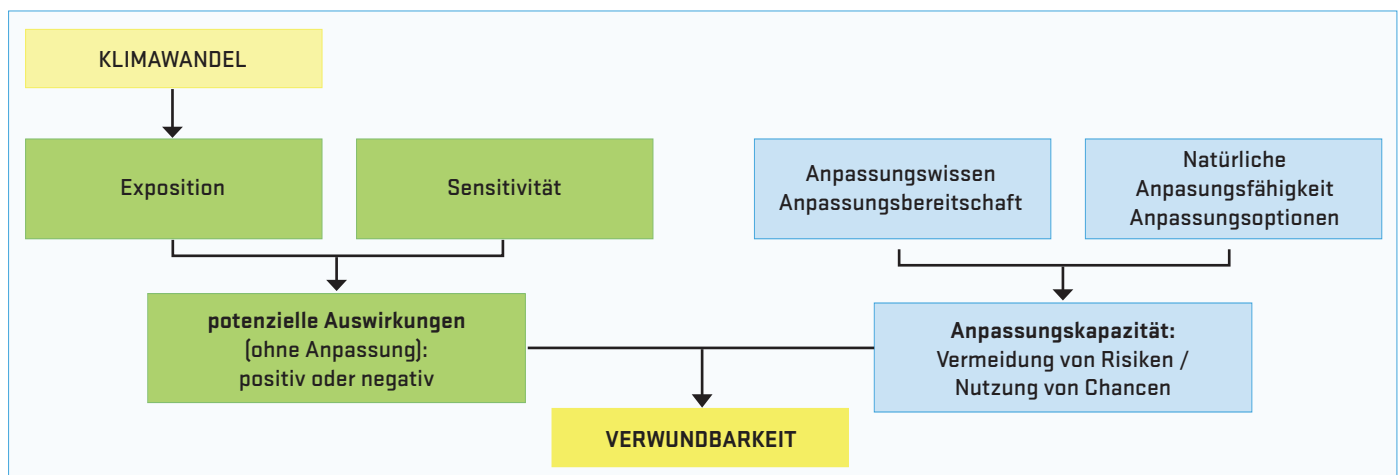 KLIMAWANDEL
Exposition
Sensitivität
Anpassungswissen
Anpassungsbereitschaft
Natürliche
Anpasungsfähigkeit
Anpassungsoptionen
potenzielle Auswirkungen
(ohne Anpassung):
positiv oder negativ
Anpassungskapazität:
Vermeidung von Risiken /
Nutzung von Chancen
VERWUNDBARKEIT